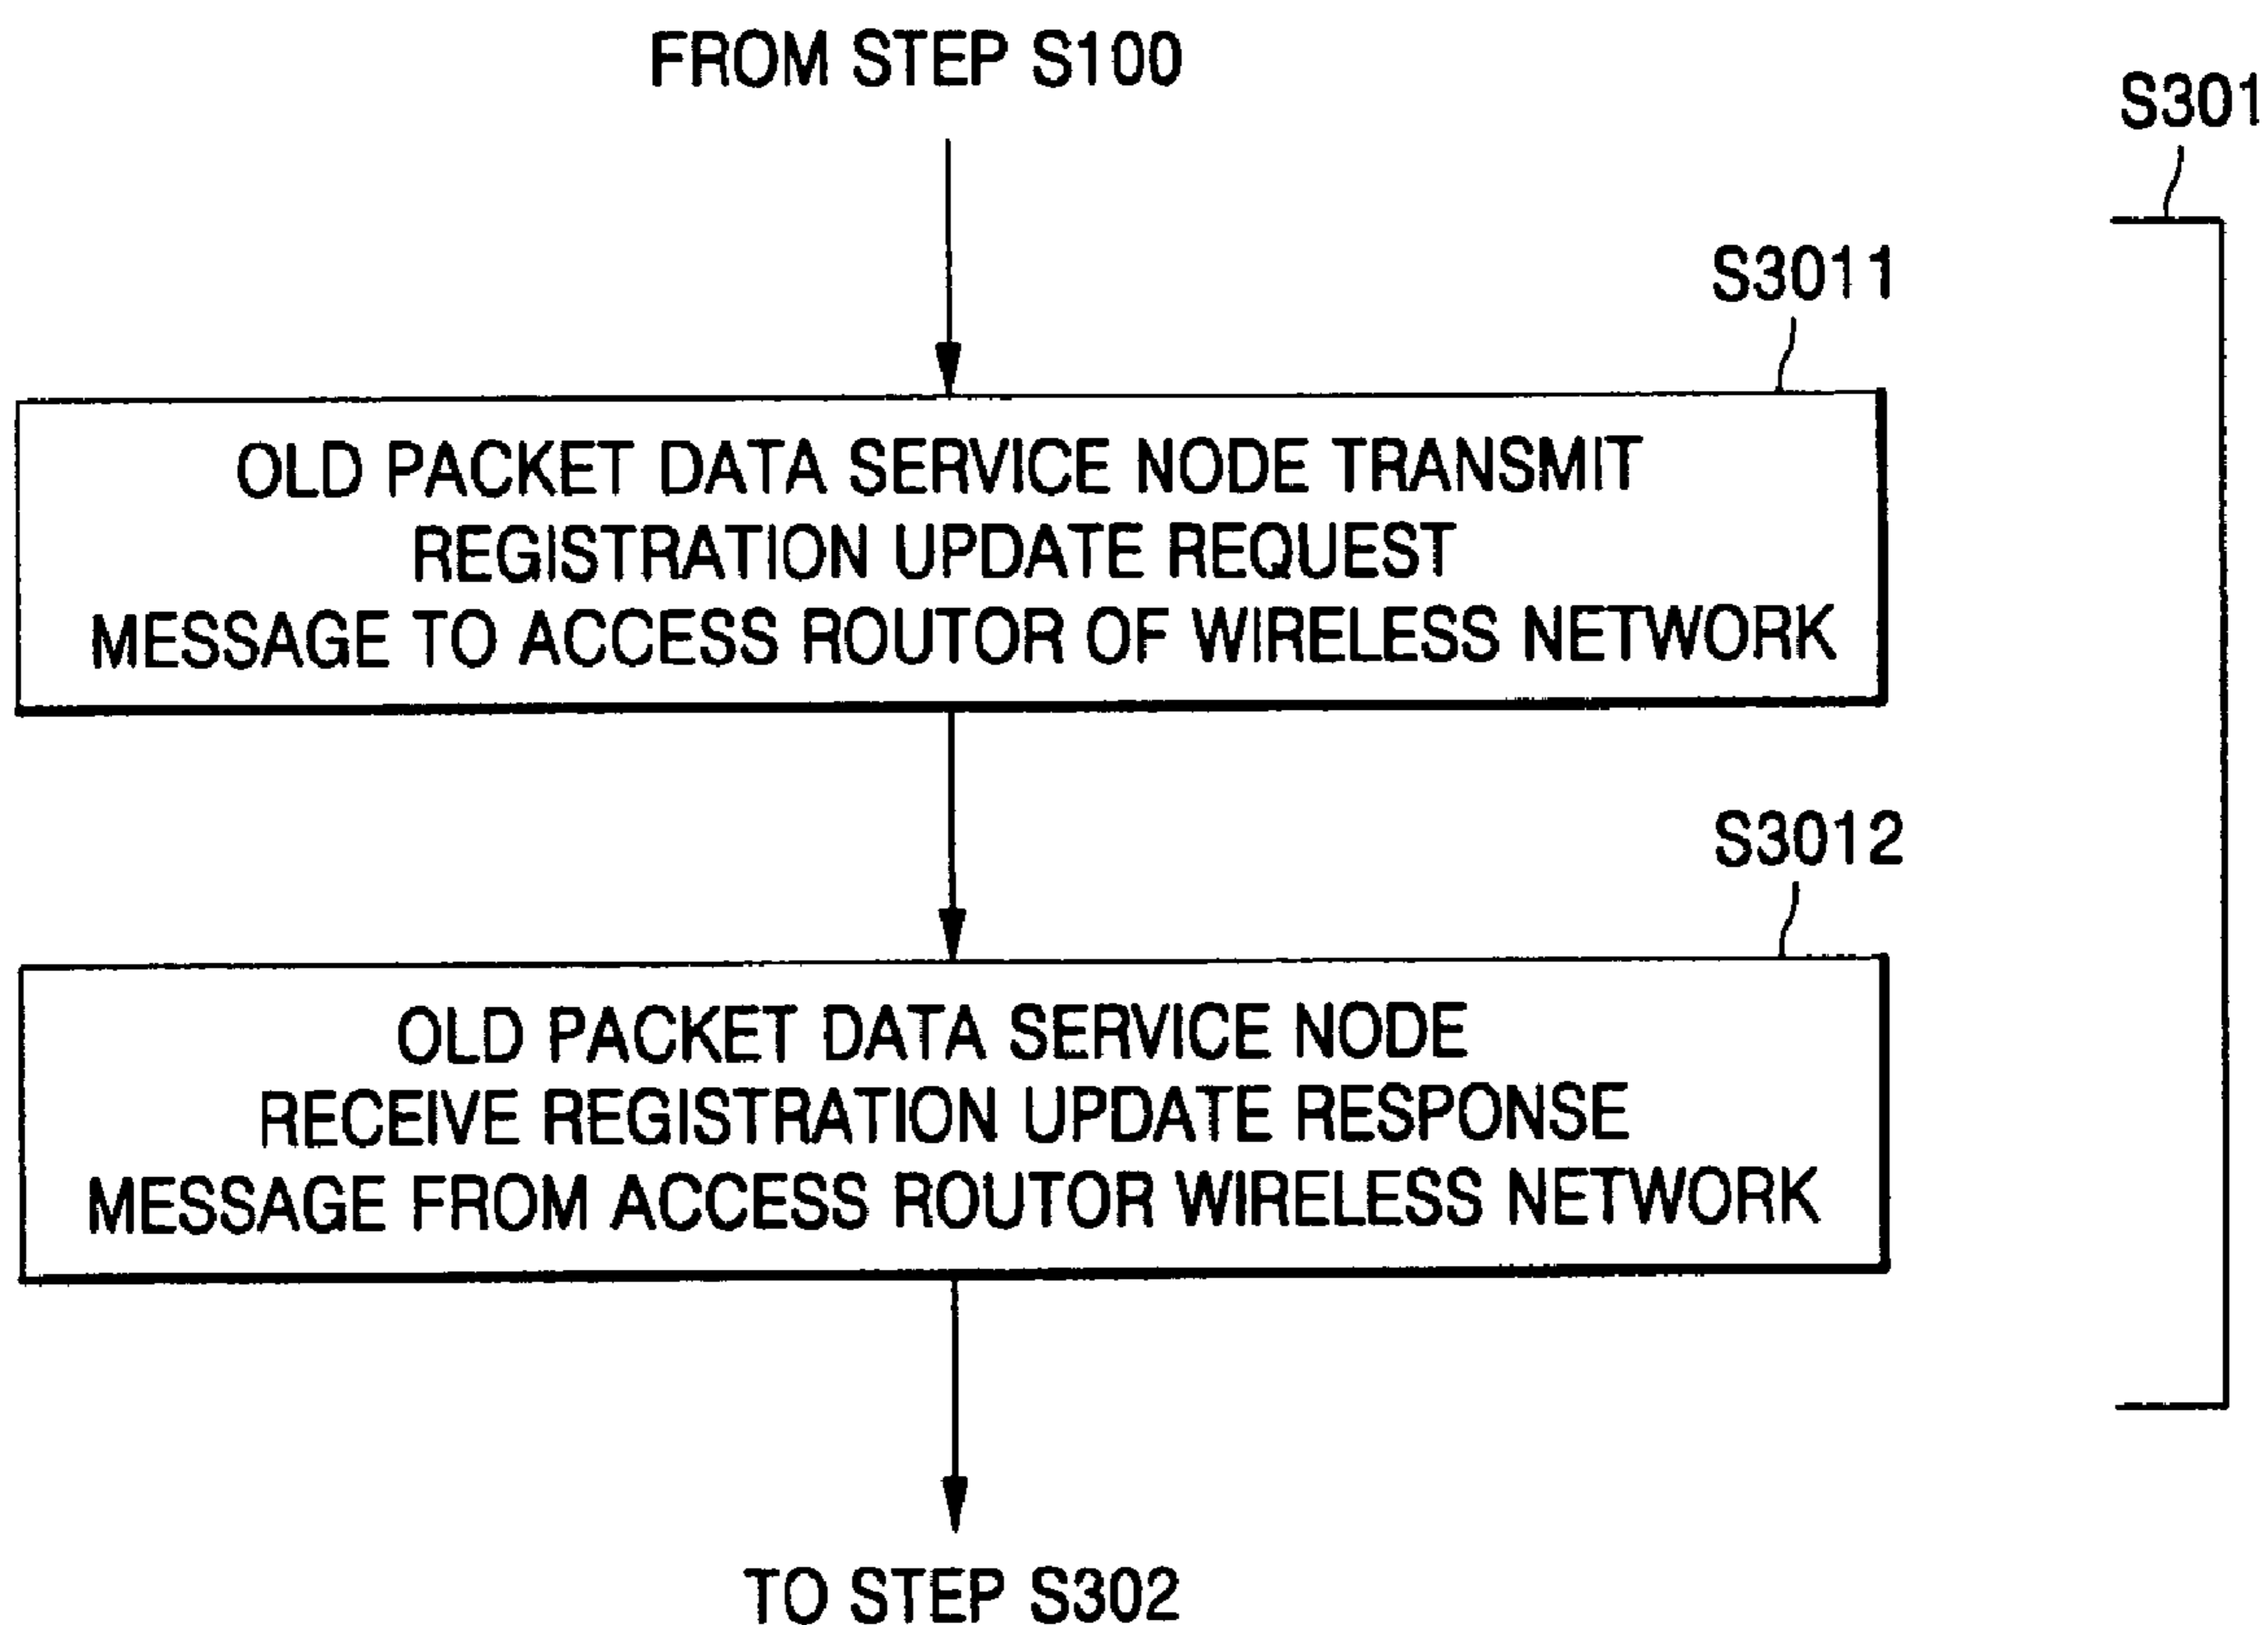 FROM STEP S100
S301
S3011
OLD PACKET DATA SERVICE NODE TRANSMIT
REGISTRATION UPDATE REQUEST
MESSAGE TO ACCESS ROUTOR OF WIRELESS NETWORK
S3012
OLD PACKET DATA SERVICE NODE
RECEIVE REGISTRATION UPDATE RESPONSE
MESSAGE FROM ACCESS ROUTOR WIRELESS NETWORK
TO STEP S302